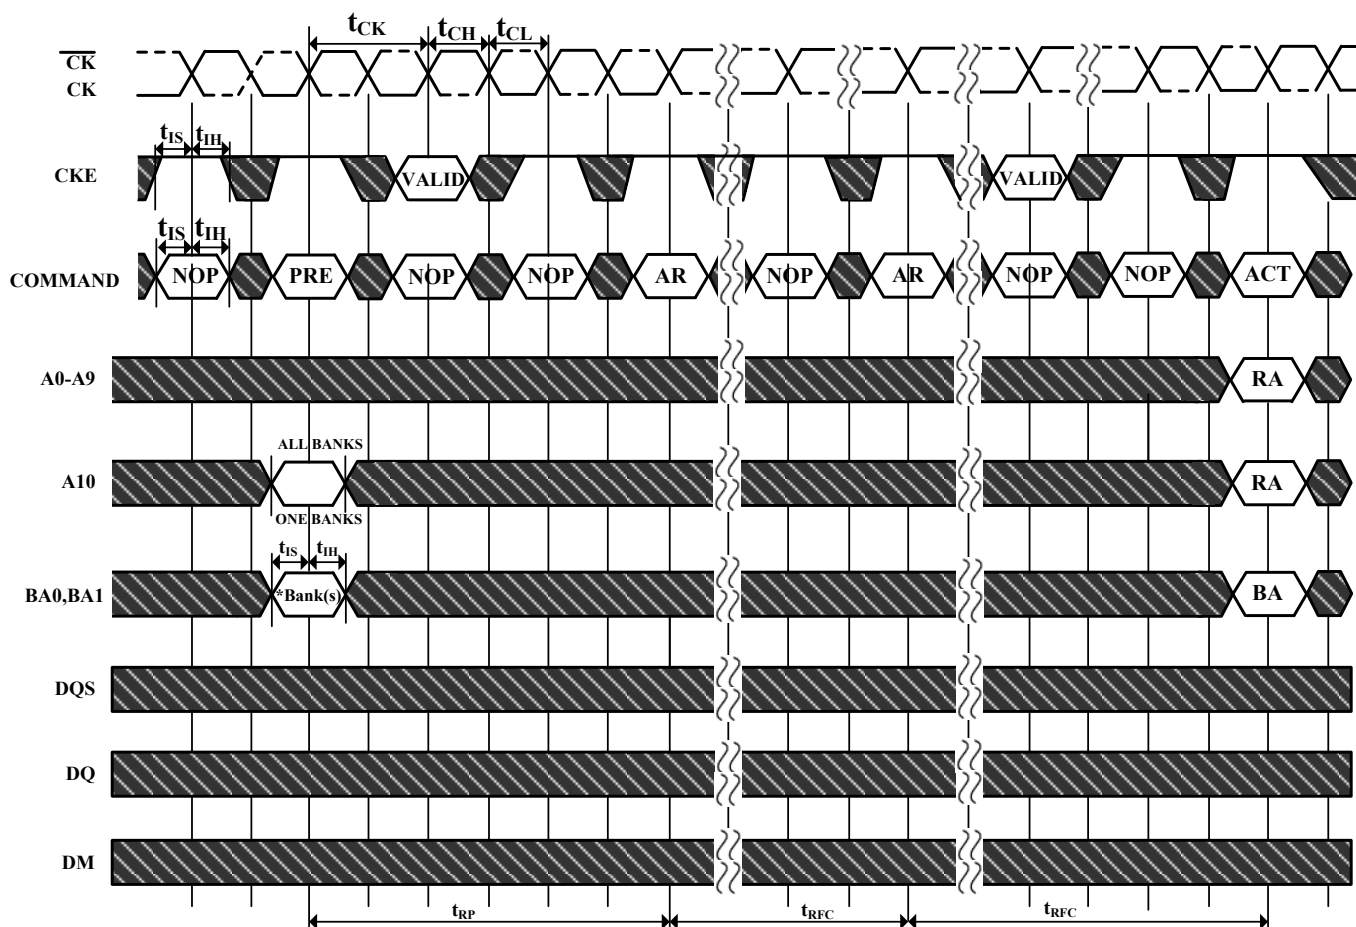 tCK tCH tCL
CK
CK
tIS tIH
CKE VALID VALID
tIS tIH
COMMAND NOP PRE NOP NOP AR NOP AR NOP NOP ACT
A0-A9 RA
ALL BANKS
A10 RA
ONE BANKS
tIS tIH
BA0,BA1 *Bank(s) BA
DQS
DQ
DM
tRP tRFC tRFC